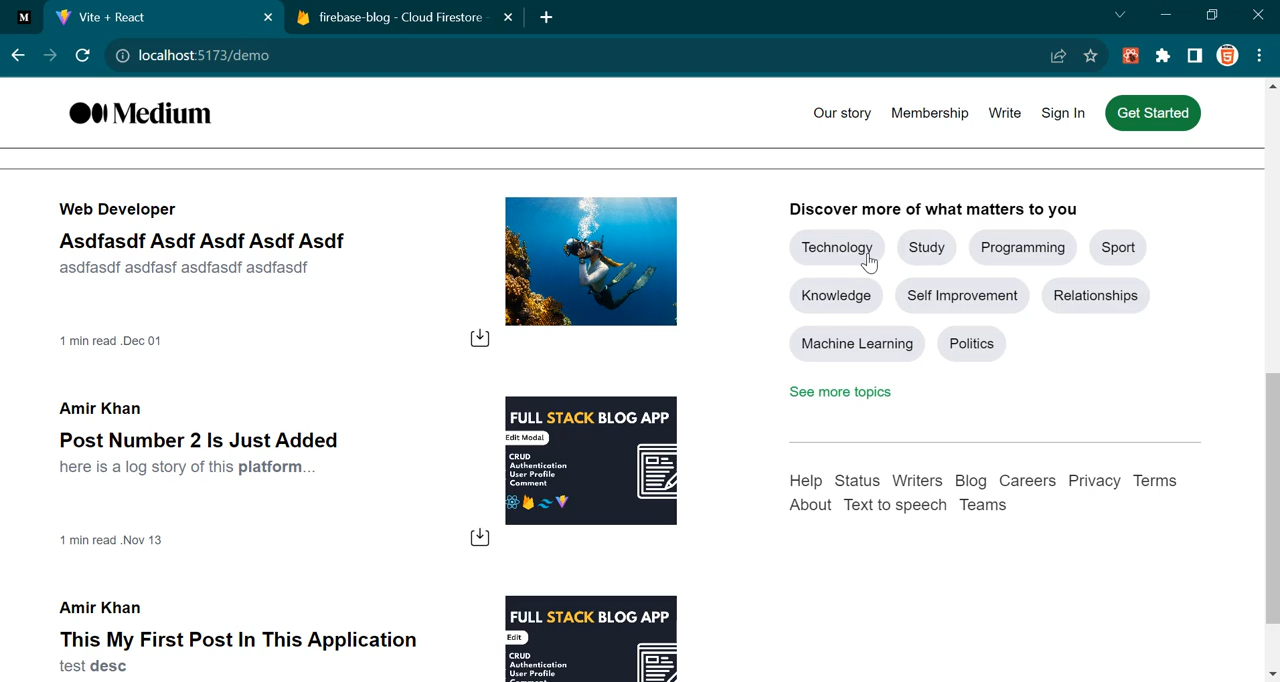 M
Vite + React
firebase-blog - Cloud Firestore
localhost:5173/demo
Medium
Our story Membership Write Sign In Get Started
Web Developer
Asdfasdf Asdf Asdf Asdf Asdf
asdfasdf asdfasf asdfasdf asdfasdf
1 min read .Dec 01
Amir Khan
Post Number 2 Is Just Added
here is a log story of this platform...
FULL STACK BLOG APP
Edit Modal
CRUD
Authentication
User Profile
Comment
1 min read .Nov 13
Amir Khan
This My First Post In This Application
test desc
FULL STACK BLOG APP
Edit
CRUD
Authentication
User Profile
Comment
Discover more of what matters to you
Technology Study Programming Sport
Knowledge Self Improvement Relationships
Machine Learning Politics
See more topics
Help Status Writers Blog Careers Privacy Terms
About Text to speech Teams